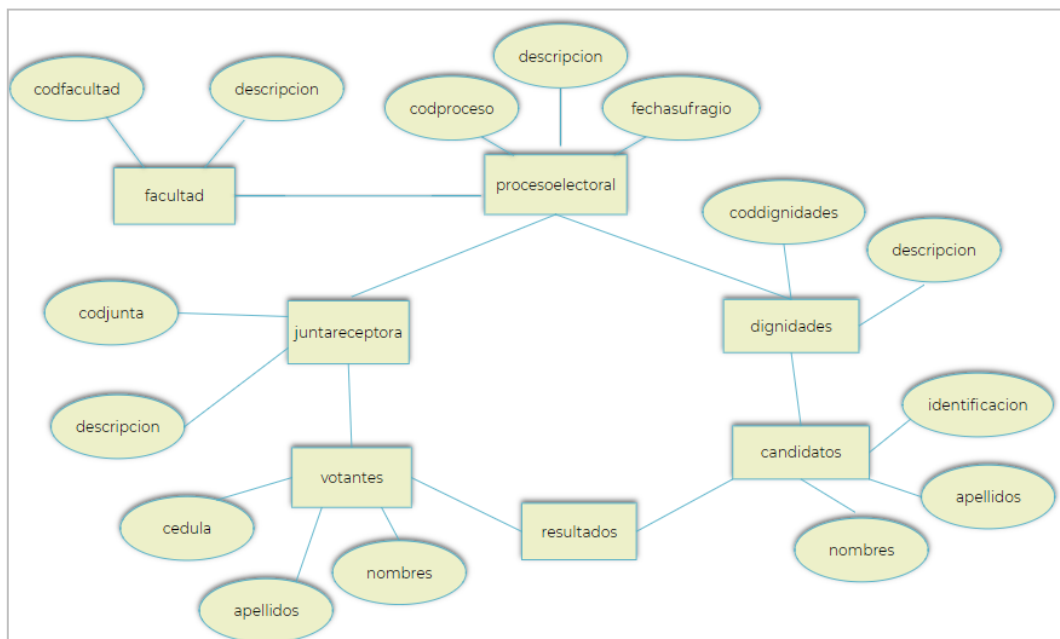 descripcion
codfacultad
descripcion
codproceso
fechasufragio
facultad
procesoelectoral
coddignidades
descripcion
codjunta
juntareceptora
dignidades
descripcion
identificacion
candidatos
votantes
apellidos
cedula
resultados
nombres
nombres
apellidos